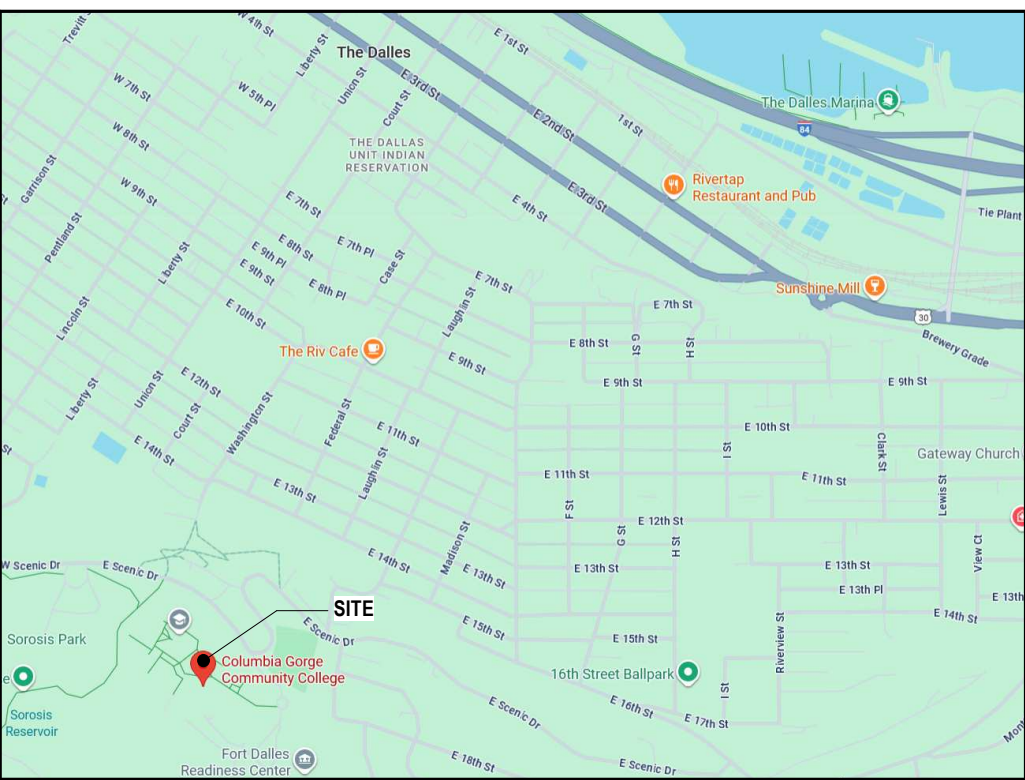 Trevitt S
W 4th St
Liberty St
The Dalles
E 1st St
W 7th St
W 5th Pl
Union St
Court St
E 3rd St
The Dalles Marina
E 2nd St
1st St
84
W 8th St
THE DALLAS
UNIT INDIAN
RESERVATION
Garrison St
W 9th St
E 3rd St
Rivertap
Restaurant and Pub
E 7th St
E 4th St
Tie Plant
Pentland St
Liberty St
E 8th St
E 9th Pl
E 9th St
E 7th Pl
Case St
E 8th Pl
E 7th St
Sunshine Mill
Lincoln St
E 10th St
Laughlin St
E 7th St
30
Brewery Grade
The Riv Cafe
E 8th St
G St
H St
E 9th St
E 9th St
E 9th St
Liberty St
Union St
E 12th St
Court St
Washington St
Federal St
E 11th St
E 10th St
I St
Clark St
Gateway Church
St
E 14th St
Laughlin St
E 11th St
E 11th St
E 13th St
F St
Lewis St
E 12th St
G St
H St
Madison St
E 14th St
E 13th St
E 13th St
E 13th St
View Ct
W Scenic Dr
E Scenic Dr
E 13th Pl
E 13th
SITE
E 14th St
E Scenic Dr
E 15th St
E 15th St
Riverview St
Sorosis Park
Columbia Gorge
Community College
16th Street Ballpark
e
I St
Sorosis
Reservoir
E Scenic Dr
E 16th St
E 17th St
Mont
Fort Dalles
Readiness Center
E 18th St
E Scenic Dr